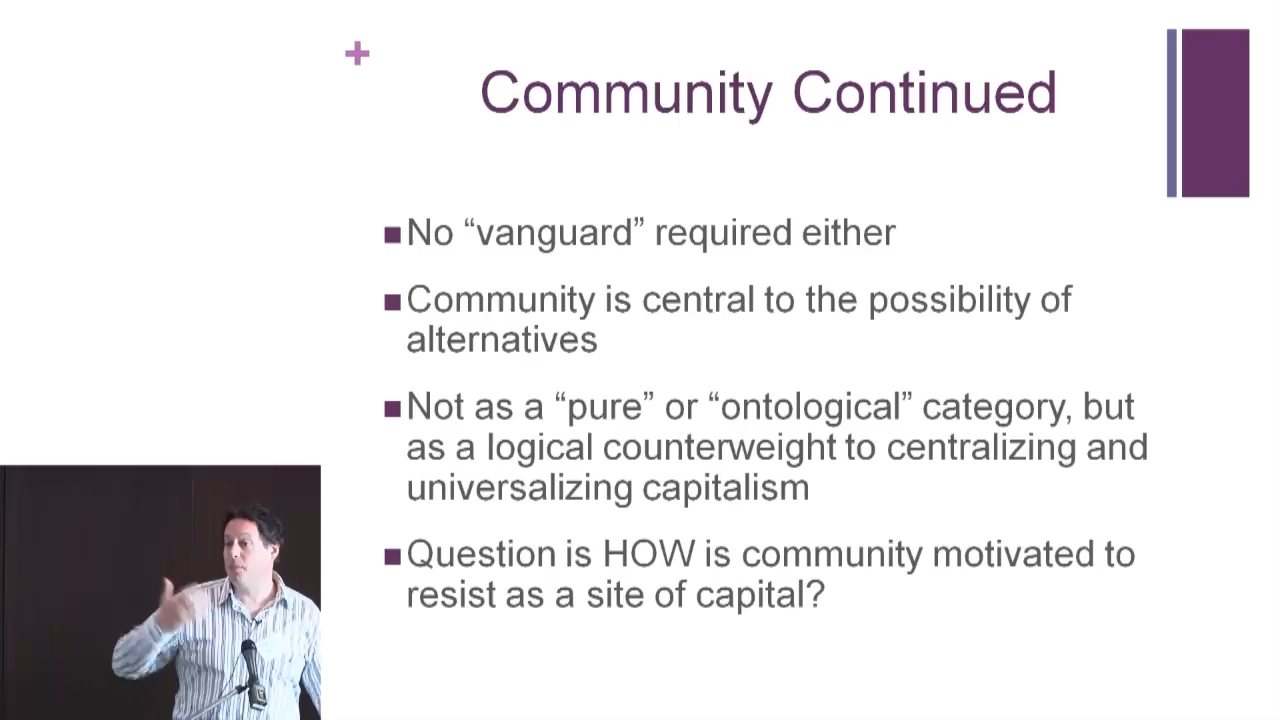 +
Community Continued
No “vanguard” required either
Community is central to the possibility of
alternatives
Not as a “pure” or “ontological” category, but
as a logical counterweight to centralizing and
universalizing capitalism
Question is HOW is community motivated to
resist as a site of capital?